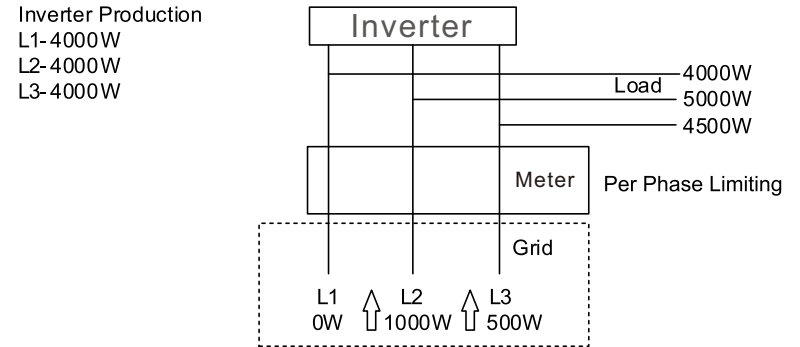 Inverter Production
L1-4000W
L2-4000W
L3-4000W
Inverter
Load
4000W
5000W
4500W
Meter
Per Phase Limiting
Grid
L1 L2 L3
0W 1000W 500W